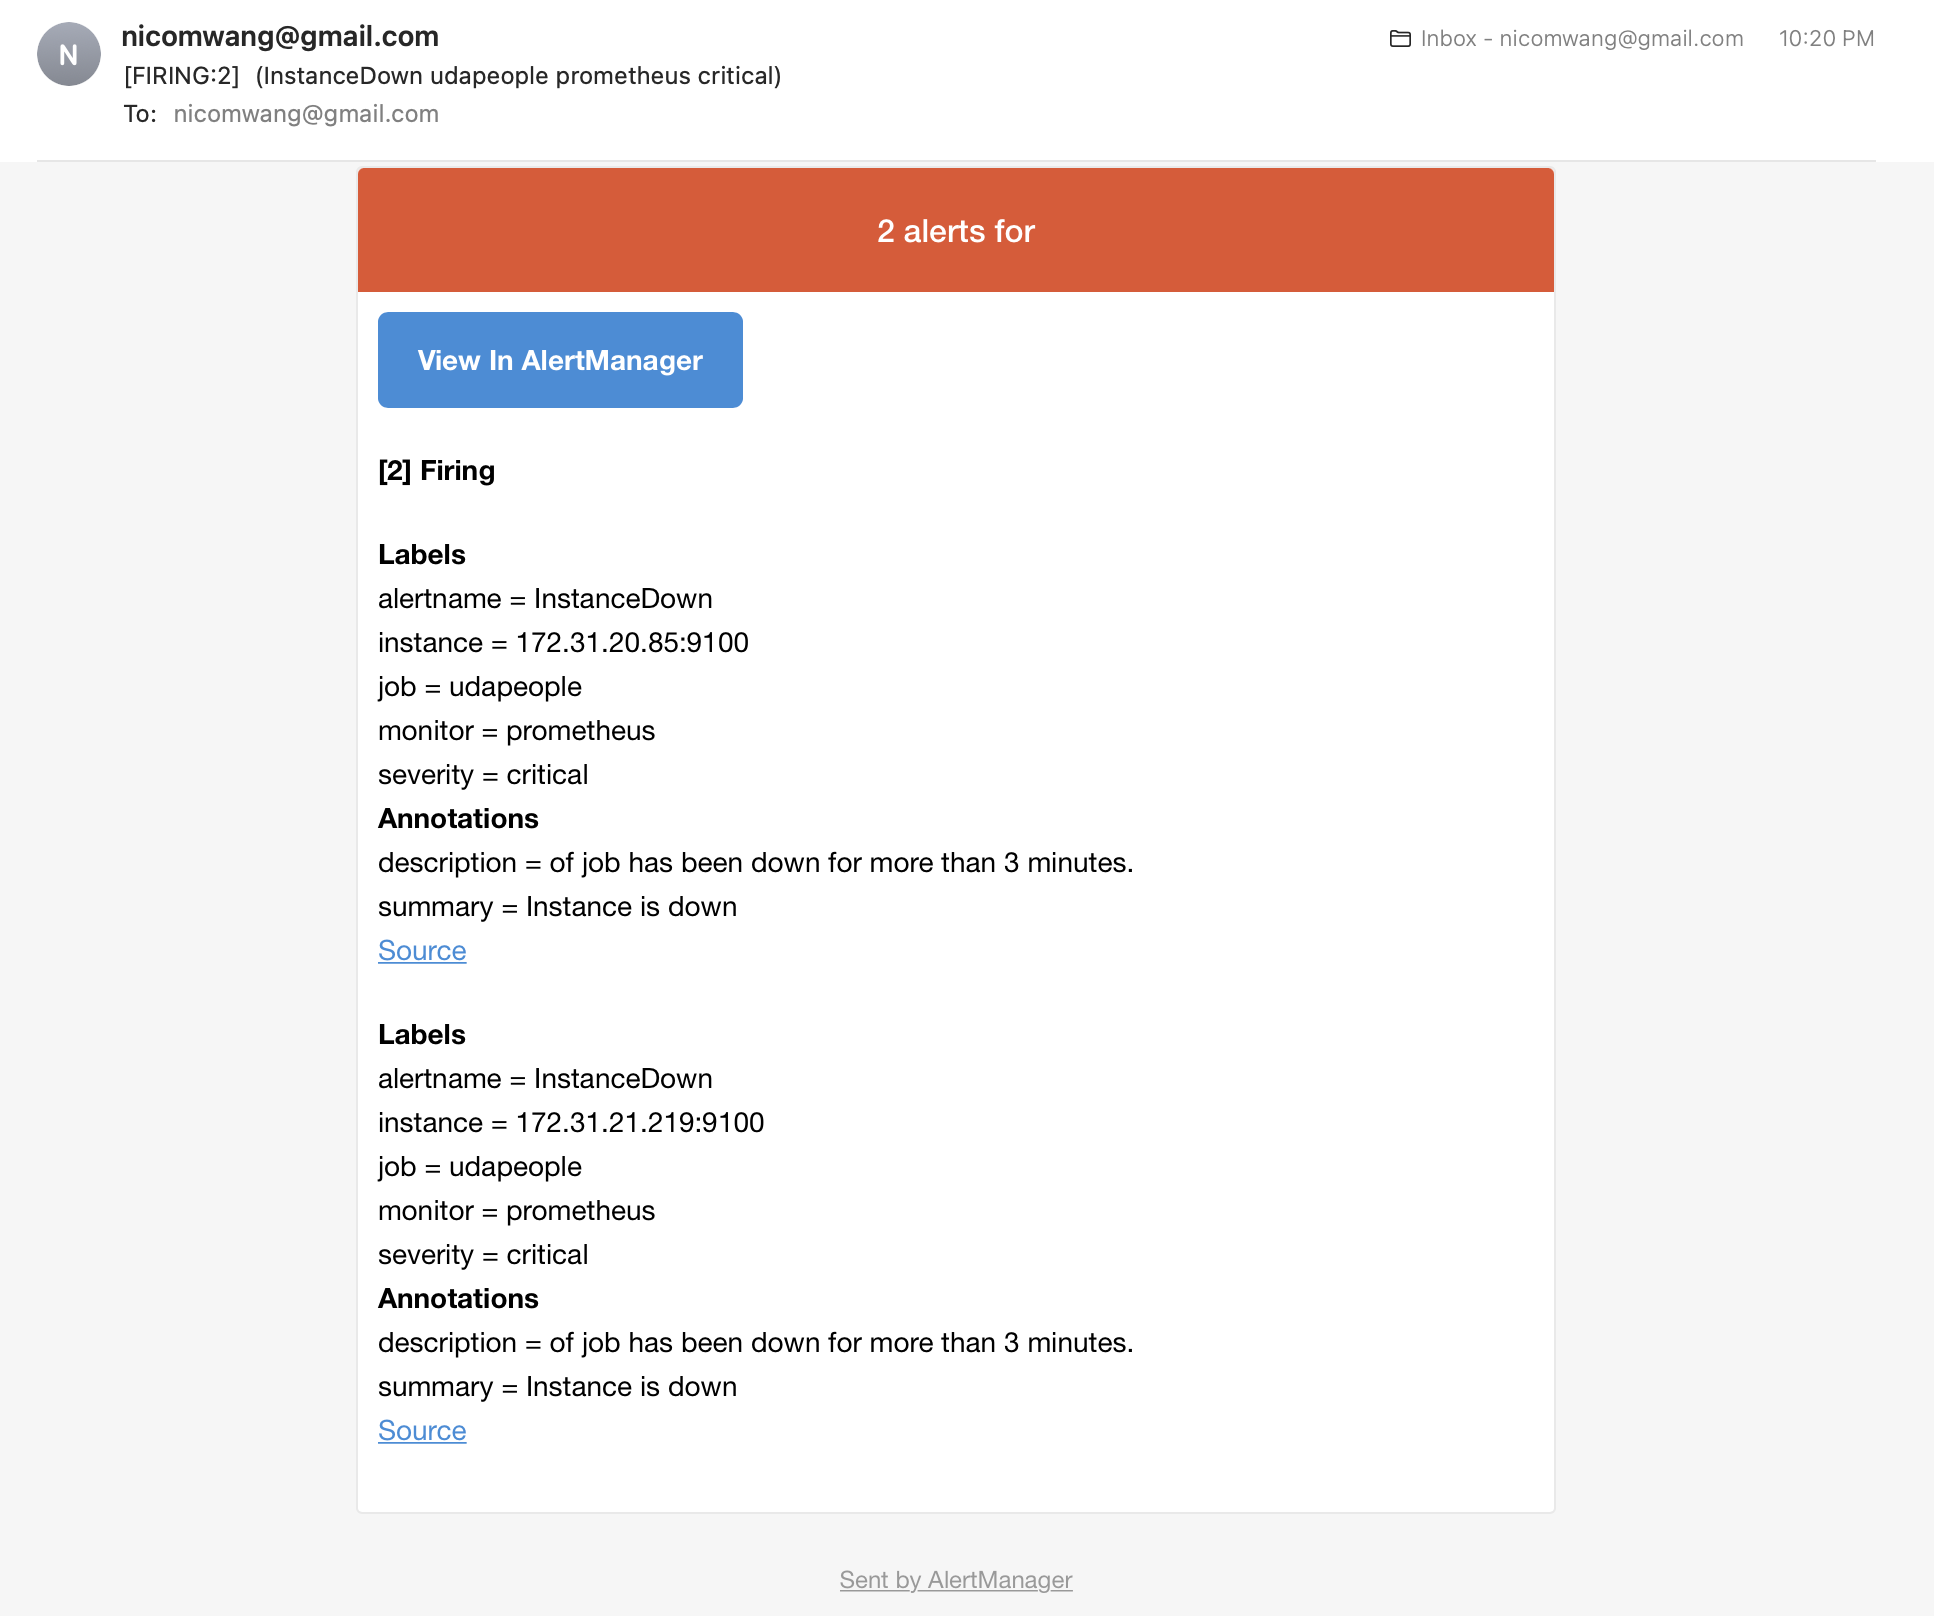 N
nicomwang@gmail.com
Inbox - nicomwang@gmail.com 10:20 PM
[FIRING:2] (InstanceDown udapeople prometheus critical)
To: nicomwang@gmail.com
2 alerts for
View In AlertManager
[2] Firing
Labels
alertname = InstanceDown
instance = 172.31.20.85:9100
job = udapeople
monitor = prometheus
severity = critical
Annotations
description = of job has been down for more than 3 minutes.
summary = Instance is down
Source
Labels
alertname = InstanceDown
instance = 172.31.21.219:9100
job = udapeople
monitor = prometheus
severity = critical
Annotations
description = of job has been down for more than 3 minutes.
summary = Instance is down
Source
Sent by AlertManager